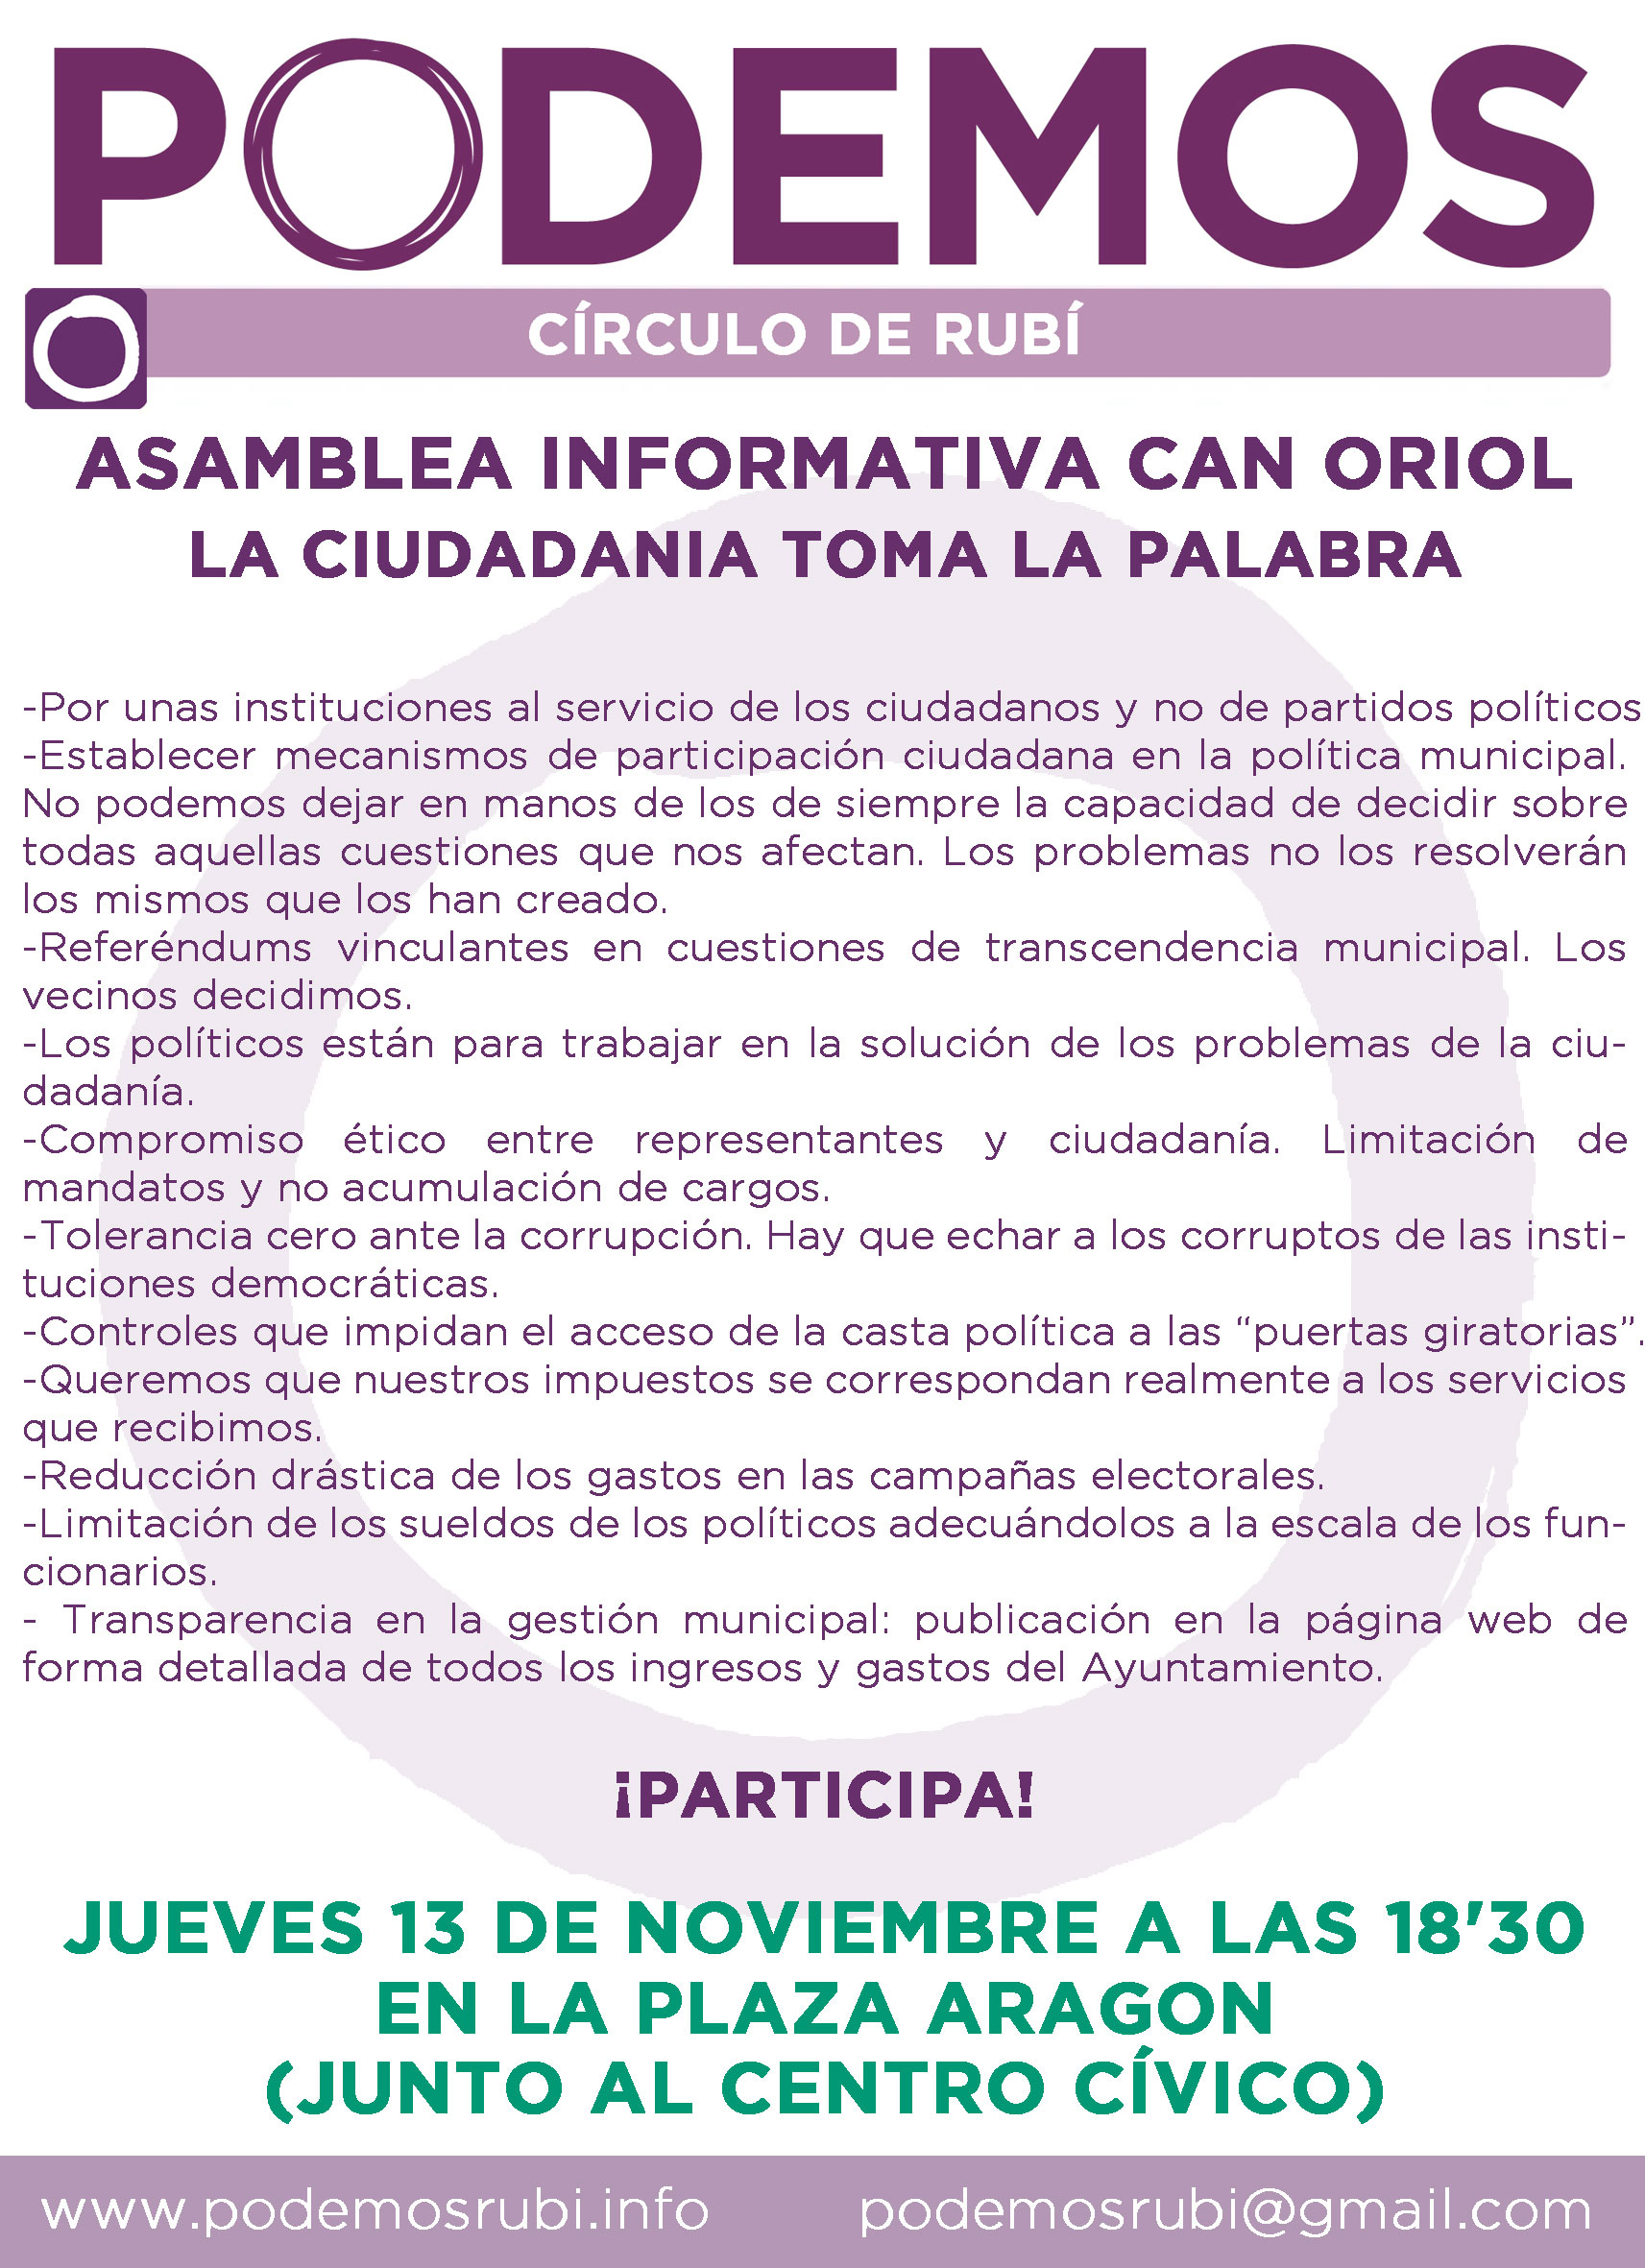 PODEMOS
CÍRCULO DE RUBÍ
ASAMBLEA INFORMATIVA CAN ORIOL
LA CIUDADANIA TOMA LA PALABRA
-Por unas instituciones al servicio de los ciudadanos y no de partidos políticos
-Establecer mecanismos de participación ciudadana en la política municipal.
No podemos dejar en manos de los de siempre la capacidad de decidir sobre
todas aquellas cuestiones que nos afectan. Los problemas no los resolverán
los mismos que los han creado.
-Referéndums vinculantes en cuestiones de transcendencia municipal. Los
vecinos decidimos.
-Los políticos están para trabajar en la solución de los problemas de la ciu-
dadanía.
-Compromiso ético entre representantes y ciudadanía. Limitación de
mandatos y no acumulación de cargos.
-Tolerancia cero ante la corrupción. Hay que echar a los corruptos de las insti-
tuciones democráticas.
-Controles que impidan el acceso de la casta política a las “puertas giratorias”.
-Queremos que nuestros impuestos se correspondan realmente a los servicios
que recibimos.
-Reducción drástica de los gastos en las campañas electorales.
-Limitación de los sueldos de los políticos adecuándolos a la escala de los fun-
cionarios.
- Transparencia en la gestión municipal: publicación en la página web de
forma detallada de todos los ingresos y gastos del Ayuntamiento.
¡PARTICIPA!
JUEVES 13 DE NOVIEMBRE A LAS 18'30
EN LA PLAZA ARAGON
(JUNTO AL CENTRO CÍVICO)
www.podemosrubi.info podemosrubi@gmail.com